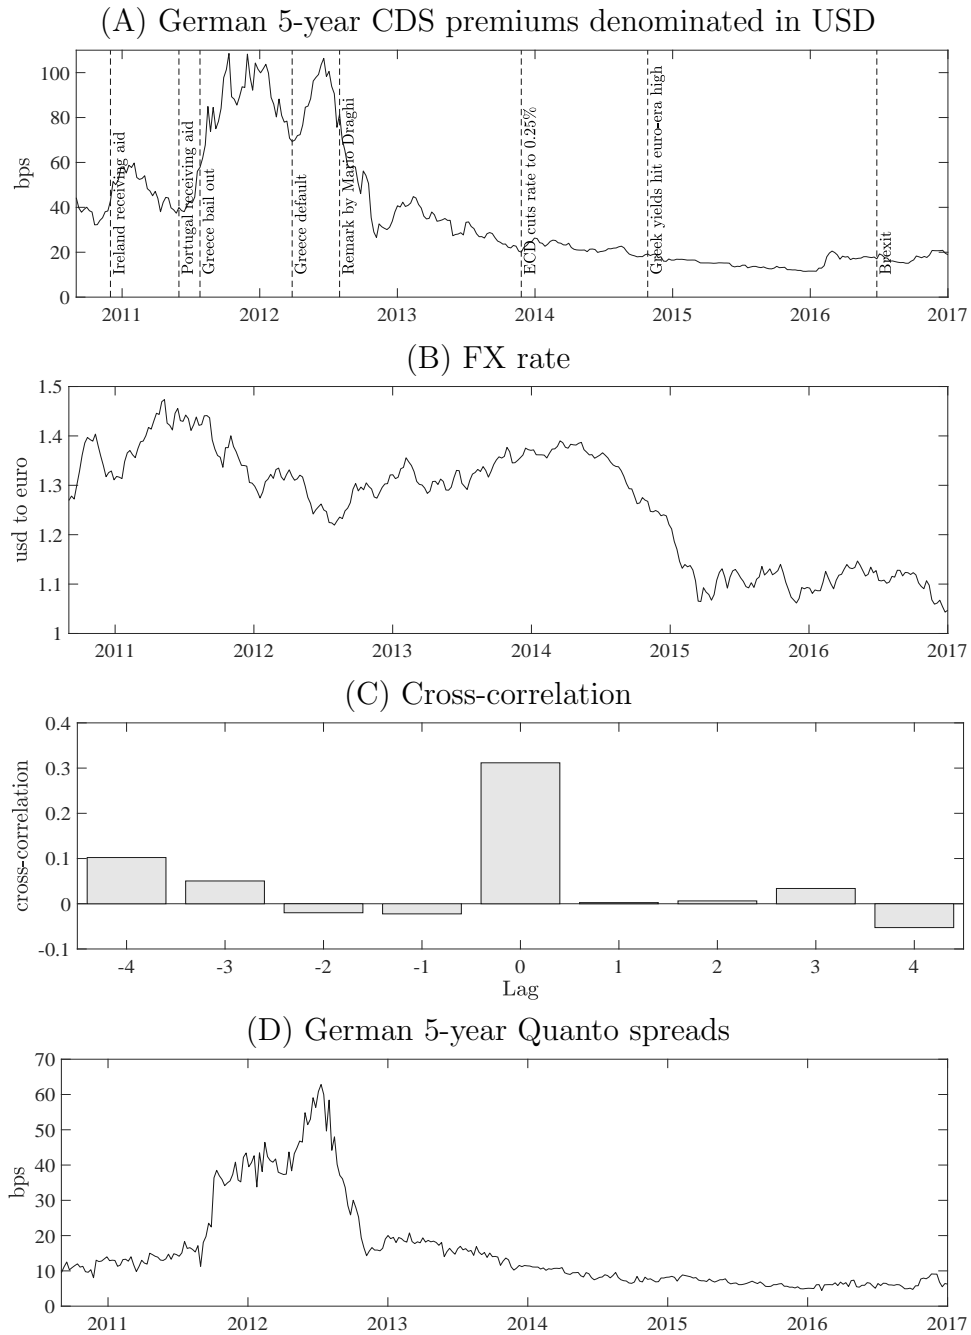 (A) German 5-year CDS premiums denominated in USD
100
80
60
40
20
0
bps
Ireland receiving aid
Portugal receiving aid
Greece bail out
Greece default
Remark by Mario Draghi
ECD: cuts rate to 0.25%
Greek yields hit euro-era high
Brexit
2011 2012 2013 2014 2015 2016 2017
(B) FX rate
1.5
1.4
1.3
1.2
1.1
1
usd to euro
2011 2012 2013 2014 2015 2016 2017
(C) Cross-correlation
0.4
0.3
0.2
0.1
0
-0.1
cross-correlation
-4 -3 -2 -1 0 1 2 3 4
Lag
(D) German 5-year Quanto spreads
70
60
50
40
30
20
10
0
bps
2011 2012 2013 2014 2015 2016 2017